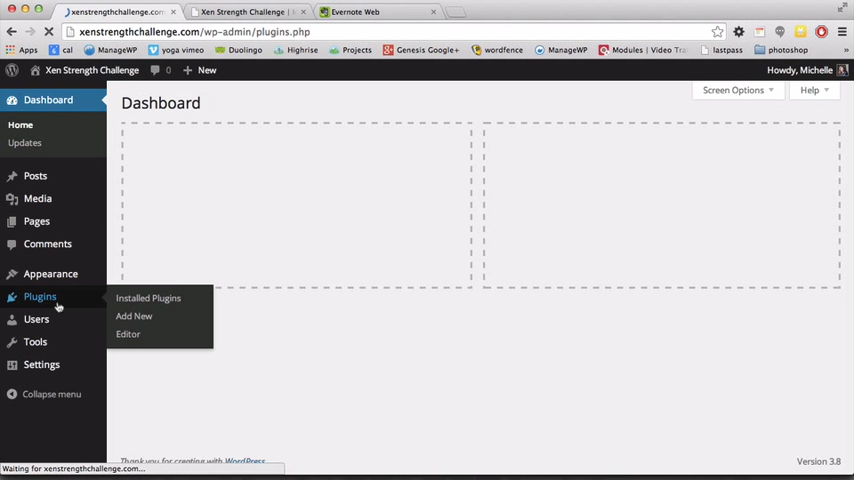 xenstrengthchallenge.com/
Xen Strength Challenge |
Evernote Web
xenstrengthchallenge.com/wp-admin/plugins.php
Apps
cal
ManageWP
yoga vimeo
Duolingo
Highrise
Projects
Genesis Google+
wordfence
ManageWP
Modules | Video Tra
lastpass
photoshop
Xen Strength Challenge
0
+ New
Howdy, Michelle
Dashboard
Home
Updates
Posts
Media
Pages
Comments
Appearance
Plugins
Users
Tools
Settings
Collapse menu
Installed Plugins
Add New
Editor
Dashboard
Screen Options
Help
Thank you for creating with WordPress.
Version 3.8
Waiting for xenstrengthchallenge.com...